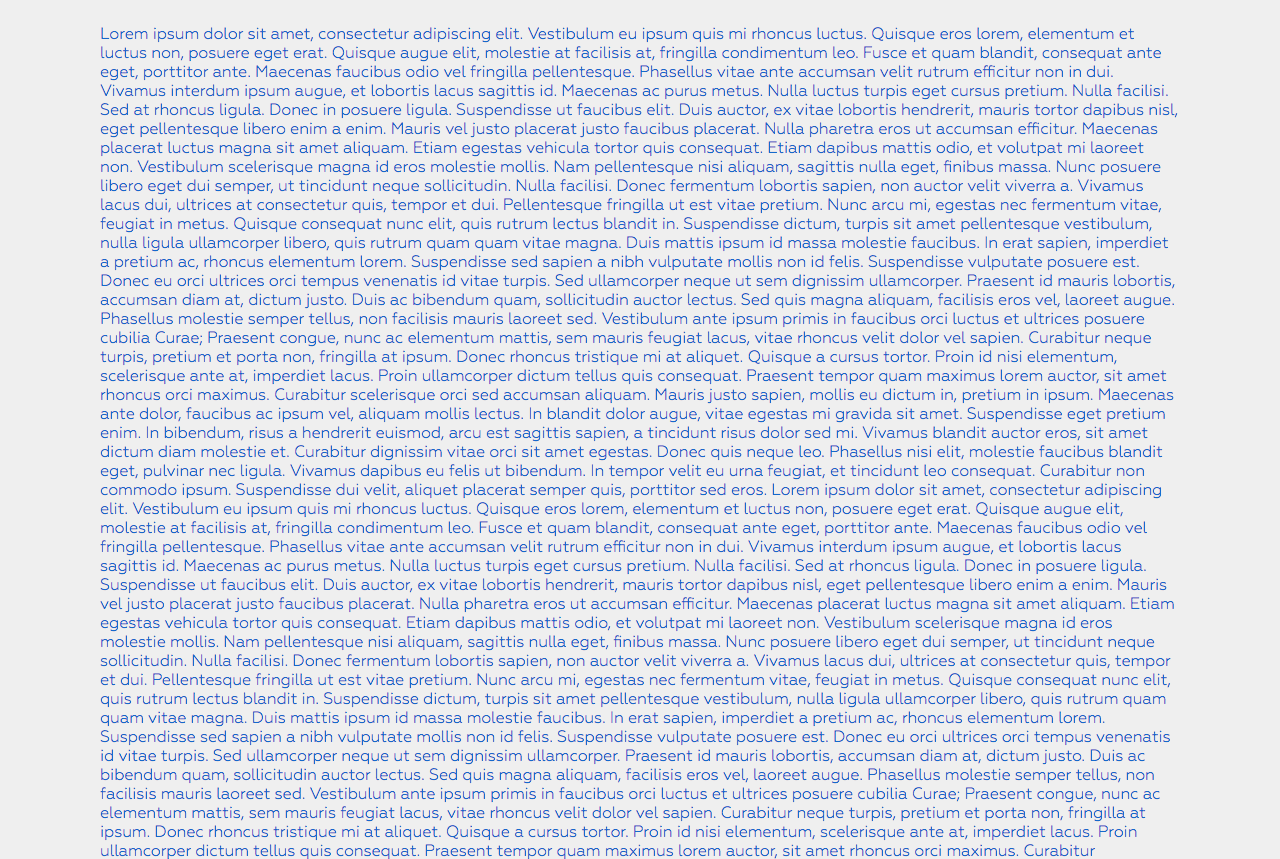 Lorem ipsum dolor sit amet, consectetur adipiscing elit. Vestibulum eu ipsum quis mi rhoncus luctus. Quisque eros lorem, elementum et
luctus non, posuere eget erat. Quisque augue elit, molestie at facilisis at, fringilla condimentum leo. Fusce et quam blandit, consequat ante
eget, porttitor ante. Maecenas faucibus odio vel fringilla pellentesque. Phasellus vitae ante accumsan velit rutrum efficitur non in dui.
Vivamus interdum ipsum augue, et lobortis lacus sagittis id. Maecenas ac purus metus. Nulla luctus turpis eget cursus pretium. Nulla facilisi.
Sed at rhoncus ligula. Donec in posuere ligula. Suspendisse ut faucibus elit. Duis auctor, ex vitae lobortis hendrerit, mauris tortor dapibus nisl,
eget pellentesque libero enim a enim. Mauris vel justo placerat justo faucibus placerat. Nulla pharetra eros ut accumsan efficitur. Maecenas
placerat luctus magna sit amet aliquam. Etiam egestas vehicula tortor quis consequat. Etiam dapibus mattis odio, et volutpat mi laoreet
non. Vestibulum scelerisque magna id eros molestie mollis. Nam pellentesque nisi aliquam, sagittis nulla eget, finibus massa. Nunc posuere
libero eget dui semper, ut tincidunt neque sollicitudin. Nulla facilisi. Donec fermentum lobortis sapien, non auctor velit viverra a. Vivamus
lacus dui, ultrices at consectetur quis, tempor et dui. Pellentesque fringilla ut est vitae pretium. Nunc arcu mi, egestas nec fermentum vitae,
feugiat in metus. Quisque consequat nunc elit, quis rutrum lectus blandit in. Suspendisse dictum, turpis sit amet pellentesque vestibulum,
nulla ligula ullamcorper libero, quis rutrum quam quam vitae magna. Duis mattis ipsum id massa molestie faucibus. In erat sapien, imperdiet
a pretium ac, rhoncus elementum lorem. Suspendisse sed sapien a nibh vulputate mollis non id felis. Suspendisse vulputate posuere est.
Donec eu orci ultrices orci tempus venenatis id vitae turpis. Sed ullamcorper neque ut sem dignissim ullamcorper. Praesent id mauris lobortis,
accumsan diam at, dictum justo. Duis ac bibendum quam, sollicitudin auctor lectus. Sed quis magna aliquam, facilisis eros vel, laoreet augue.
Phasellus molestie semper tellus, non facilisis mauris laoreet sed. Vestibulum ante ipsum primis in faucibus orci luctus et ultrices posuere
cubilia Curae; Praesent congue, nunc ac elementum mattis, sem mauris feugiat lacus, vitae rhoncus velit dolor vel sapien. Curabitur neque
turpis, pretium et porta non, fringilla at ipsum. Donec rhoncus tristique mi at aliquet. Quisque a cursus tortor. Proin id nisi elementum,
scelerisque ante at, imperdiet lacus. Proin ullamcorper dictum tellus quis consequat. Praesent tempor quam maximus lorem auctor, sit amet
rhoncus orci maximus. Curabitur scelerisque orci sed accumsan aliquam. Mauris justo sapien, mollis eu dictum in, pretium in ipsum. Maecenas
ante dolor, faucibus ac ipsum vel, aliquam mollis lectus. In blandit dolor augue, vitae egestas mi gravida sit amet. Suspendisse eget pretium
enim. In bibendum, risus a hendrerit euismod, arcu est sagittis sapien, a tincidunt risus dolor sed mi. Vivamus blandit auctor eros, sit amet
dictum diam molestie et. Curabitur dignissim vitae orci sit amet egestas. Donec quis neque leo. Phasellus nisi elit, molestie faucibus blandit
eget, pulvinar nec ligula. Vivamus dapibus eu felis ut bibendum. In tempor velit eu urna feugiat, et tincidunt leo consequat. Curabitur non
commodo ipsum. Suspendisse dui velit, aliquet placerat semper quis, porttitor sed eros. Lorem ipsum dolor sit amet, consectetur adipiscing
elit. Vestibulum eu ipsum quis mi rhoncus luctus. Quisque eros lorem, elementum et luctus non, posuere eget erat. Quisque augue elit,
molestie at facilisis at, fringilla condimentum leo. Fusce et quam blandit, consequat ante eget, porttitor ante. Maecenas faucibus odio vel
fringilla pellentesque. Phasellus vitae ante accumsan velit rutrum efficitur non in dui. Vivamus interdum ipsum augue, et lobortis lacus
sagittis id. Maecenas ac purus metus. Nulla luctus turpis eget cursus pretium. Nulla facilisi. Sed at rhoncus ligula. Donec in posuere ligula.
Suspendisse ut faucibus elit. Duis auctor, ex vitae lobortis hendrerit, mauris tortor dapibus nisl, eget pellentesque libero enim a enim. Mauris
vel justo placerat justo faucibus placerat. Nulla pharetra eros ut accumsan efficitur. Maecenas placerat luctus magna sit amet aliquam. Etiam
egestas vehicula tortor quis consequat. Etiam dapibus mattis odio, et volutpat mi laoreet non. Vestibulum scelerisque magna id eros
molestie mollis. Nam pellentesque nisi aliquam, sagittis nulla eget, finibus massa. Nunc posuere libero eget dui semper, ut tincidunt neque
sollicitudin. Nulla facilisi. Donec fermentum lobortis sapien, non auctor velit viverra a. Vivamus lacus dui, ultrices at consectetur quis, tempor
et dui. Pellentesque fringilla ut est vitae pretium. Nunc arcu mi, egestas nec fermentum vitae, feugiat in metus. Quisque consequat nunc elit,
quis rutrum lectus blandit in. Suspendisse dictum, turpis sit amet pellentesque vestibulum, nulla ligula ullamcorper libero, quis rutrum quam
quam vitae magna. Duis mattis ipsum id massa molestie faucibus. In erat sapien, imperdiet a pretium ac, rhoncus elementum lorem.
Suspendisse sed sapien a nibh vulputate mollis non id felis. Suspendisse vulputate posuere est. Donec eu orci ultrices orci tempus venenatis
id vitae turpis. Sed ullamcorper neque ut sem dignissim ullamcorper. Praesent id mauris lobortis, accumsan diam at, dictum justo. Duis ac
bibendum quam, sollicitudin auctor lectus. Sed quis magna aliquam, facilisis eros vel, laoreet augue. Phasellus molestie semper tellus, non
facilisis mauris laoreet sed. Vestibulum ante ipsum primis in faucibus orci luctus et ultrices posuere cubilia Curae; Praesent congue, nunc ac
elementum mattis, sem mauris feugiat lacus, vitae rhoncus velit dolor vel sapien. Curabitur neque turpis, pretium et porta non, fringilla at
ipsum. Donec rhoncus tristique mi at aliquet. Quisque a cursus tortor. Proin id nisi elementum, scelerisque ante at, imperdiet lacus. Proin
ullamcorper dictum tellus quis consequat. Praesent tempor quam maximus lorem auctor, sit amet rhoncus orci maximus. Curabitur